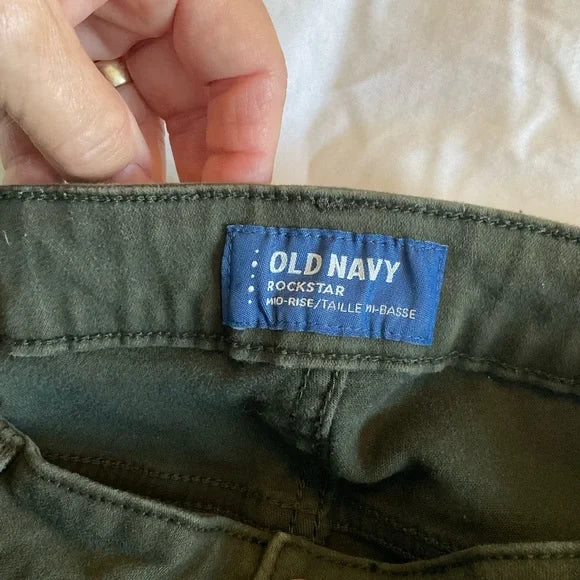 OLD NAVY
ROCKSTAR
MID-RISE/TAILLE MI-BASSE